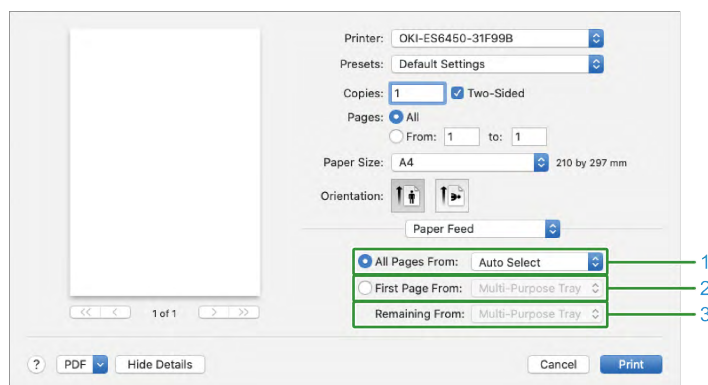 Printer: OKI-ES6450-31F99B
Presets: Default Settings
Copies: 1 Two-Sided
Pages: All
From: 1 to: 1
Paper Size: A4 210 by 297 mm
Orientation:
Paper Feed
All Pages From: Auto Select 1
First Page From: Multi-Purpose Tray 2
Remaining From: Multi-Purpose Tray 3
<< < 1 of 1 > >>
? PDF Hide Details Cancel Print